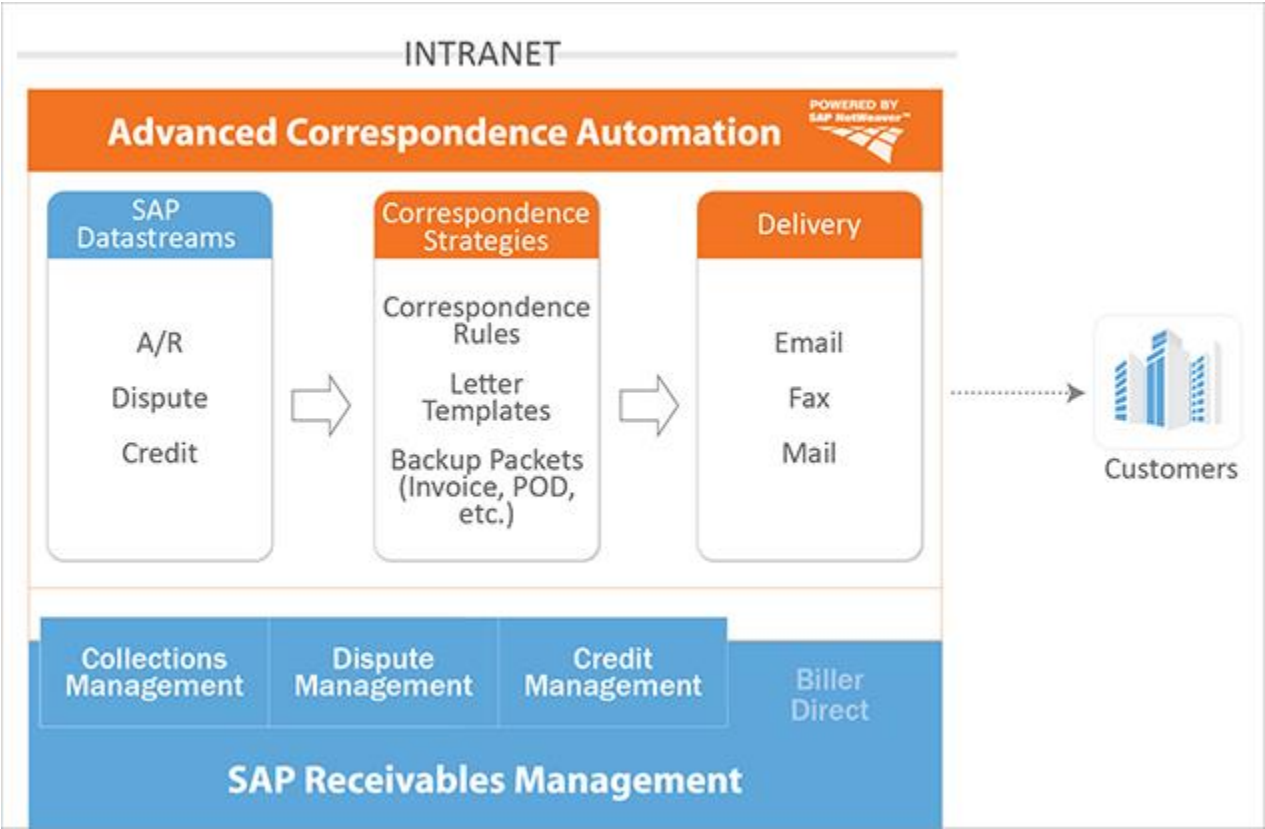 INTRANET
Advanced Correspondence Automation
POWERED BY
SAP NetWeaver™
SAP
Datastreams
A/R
Dispute
Credit
Correspondence
Strategies
Correspondence
Rules
Letter
Templates
Backup Packets
(Invoice, POD,
etc.)
Delivery
Email
Fax
Mail
Customers
Collections
Management
Dispute
Management
Credit
Management
Biller
Direct
SAP Receivables Management